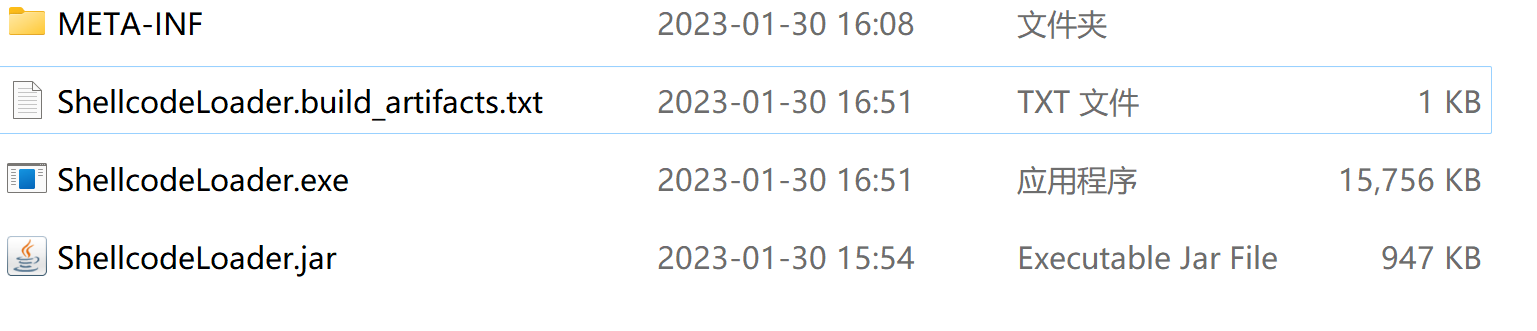 META-INF 2023-01-30 16:08 文件夹
ShellcodeLoader.build_artifacts.txt 2023-01-30 16:51 TXT 文件 1 KB
ShellcodeLoader.exe 2023-01-30 16:51 应用程序 15,756 KB
ShellcodeLoader.jar 2023-01-30 15:54 Executable Jar File 947 KB